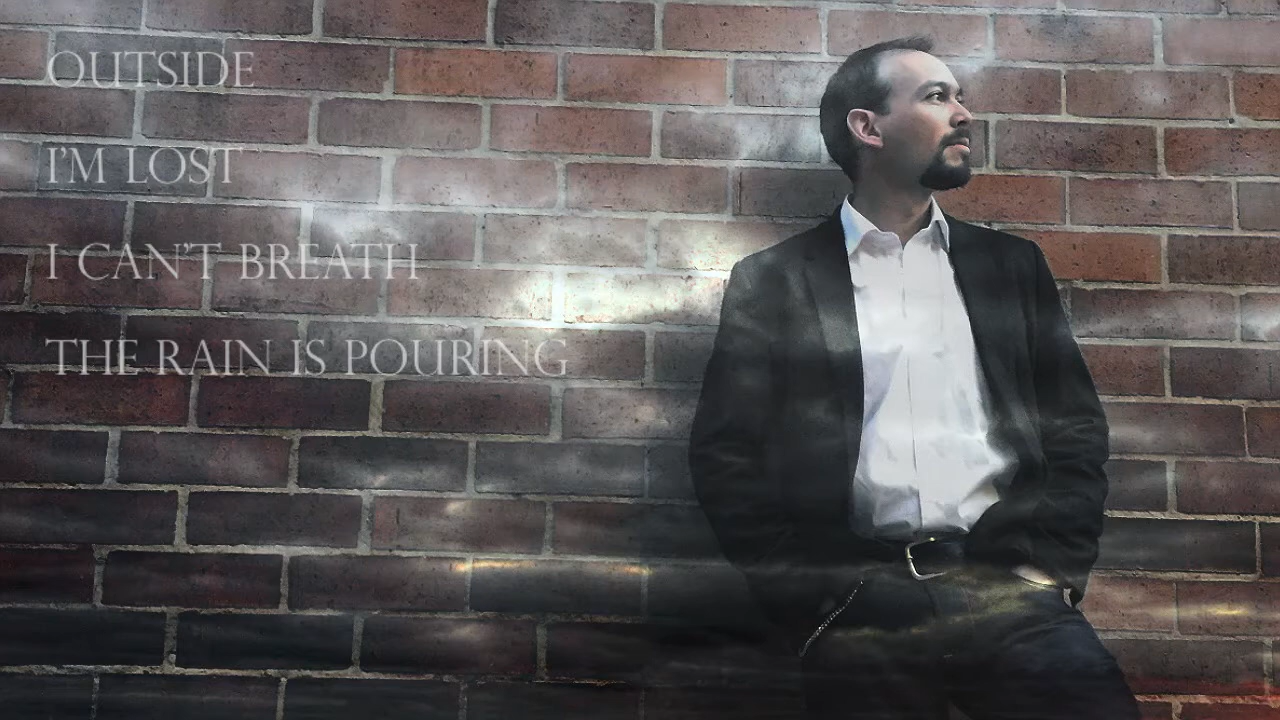 OUTSIDE
I'M LOST
I CAN'T BREATH
THE RAIN IS POURING